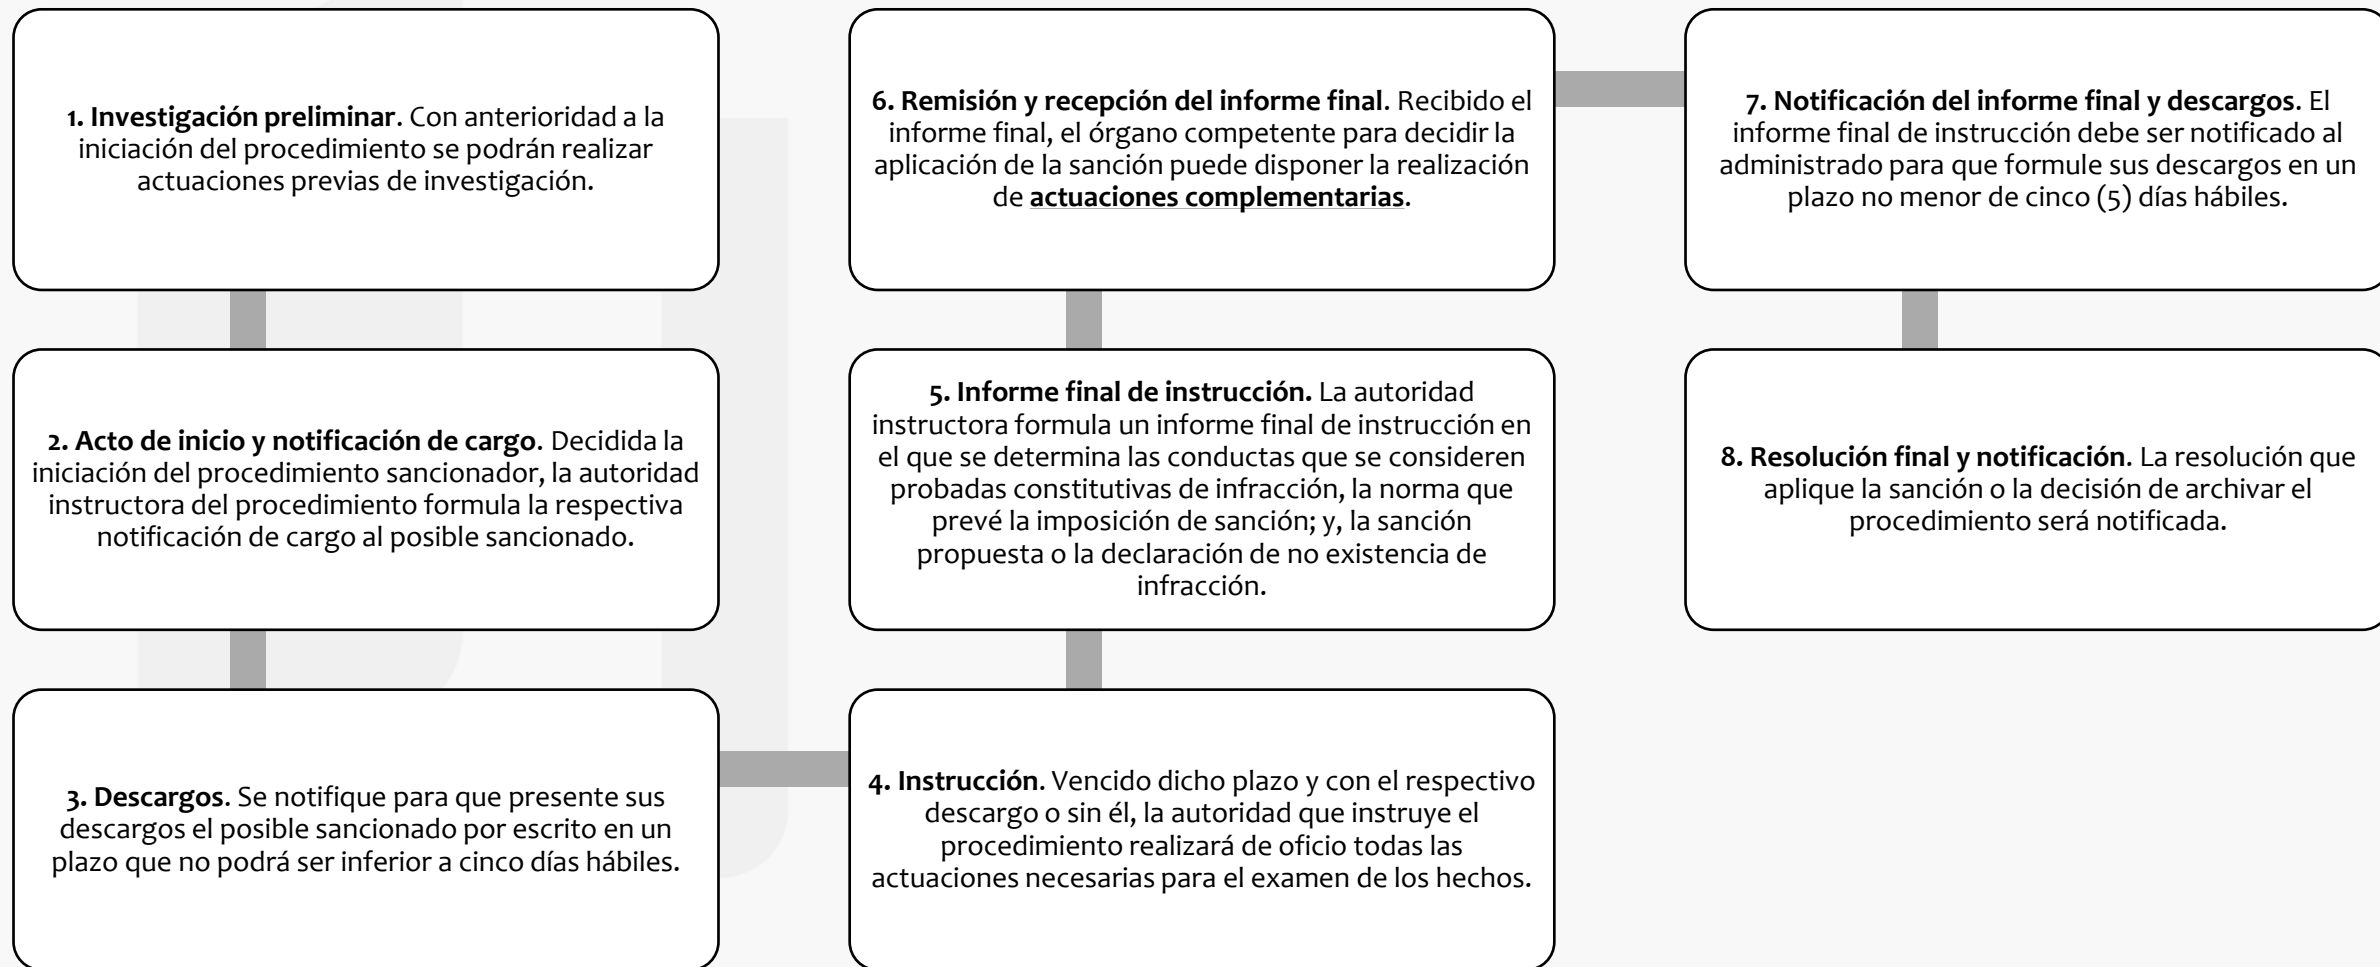 1. Investigación preliminar. Con anterioridad a la
iniciación del procedimiento se podrán realizar
actuaciones previas de investigación.
2. Acto de inicio y notificación de cargo. Decidida la
iniciación del procedimiento sancionador, la autoridad
instructora del procedimiento formula la respectiva
notificación de cargo al posible sancionado.
3. Descargos. Se notifique para que presente sus
descargos el posible sancionado por escrito en un
plazo que no podrá ser inferior a cinco días hábiles.
4. Instrucción. Vencido dicho plazo y con el respectivo
descargo o sin él, la autoridad que instruye el
procedimiento realizará de oficio todas las
actuaciones necesarias para el examen de los hechos.
5. Informe final de instrucción. La autoridad
instructora formula un informe final de instrucción en
el que se determina las conductas que se consideren
probadas constitutivas de infracción, la norma que
prevé la imposición de sanción; y, la sanción
propuesta o la declaración de no existencia de
infracción.
6. Remisión y recepción del informe final. Recibido el
informe final, el órgano competente para decidir la
aplicación de la sanción puede disponer la realización
de actuaciones complementarias.
7. Notificación del informe final y descargos. El
informe final de instrucción debe ser notificado al
administrado para que formule sus descargos en un
plazo no menor de cinco (5) días hábiles.
8. Resolución final y notificación. La resolución que
aplique la sanción o la decisión de archivar el
procedimiento será notificada.